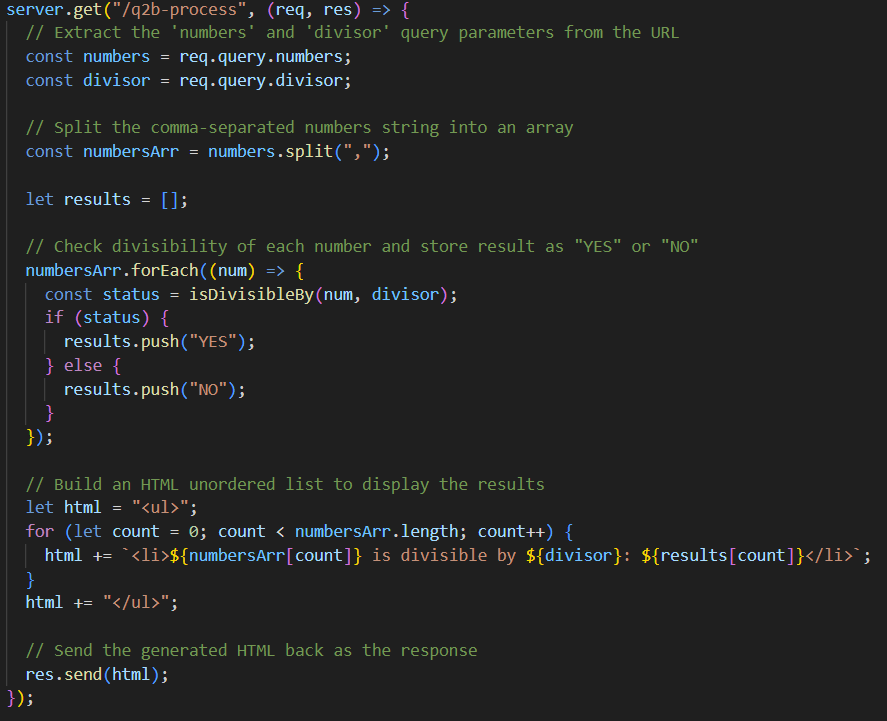 server.get("/q2b-process", (req, res) => {
  // Extract the 'numbers' and 'divisor' query parameters from the URL
  const numbers = req.query.numbers;
  const divisor = req.query.divisor;

  // Split the comma-separated numbers string into an array
  const numbersArr = numbers.split(",");

  let results = [];

  // Check divisibility of each number and store result as "YES" or "NO"
  numbersArr.forEach((num) => {
    const status = isDivisibleBy(num, divisor);
    if (status) {
      results.push("YES");
    } else {
      results.push("NO");
    }
  });

  // Build an HTML unordered list to display the results
  let html = "<ul>";
  for (let count = 0; count < numbersArr.length; count++) {
    html += `<li>${numbersArr[count]} is divisible by ${divisor}: ${results[count]}</li>`;
  }
  html += "</ul>";

  // Send the generated HTML back as the response
  res.send(html);
});